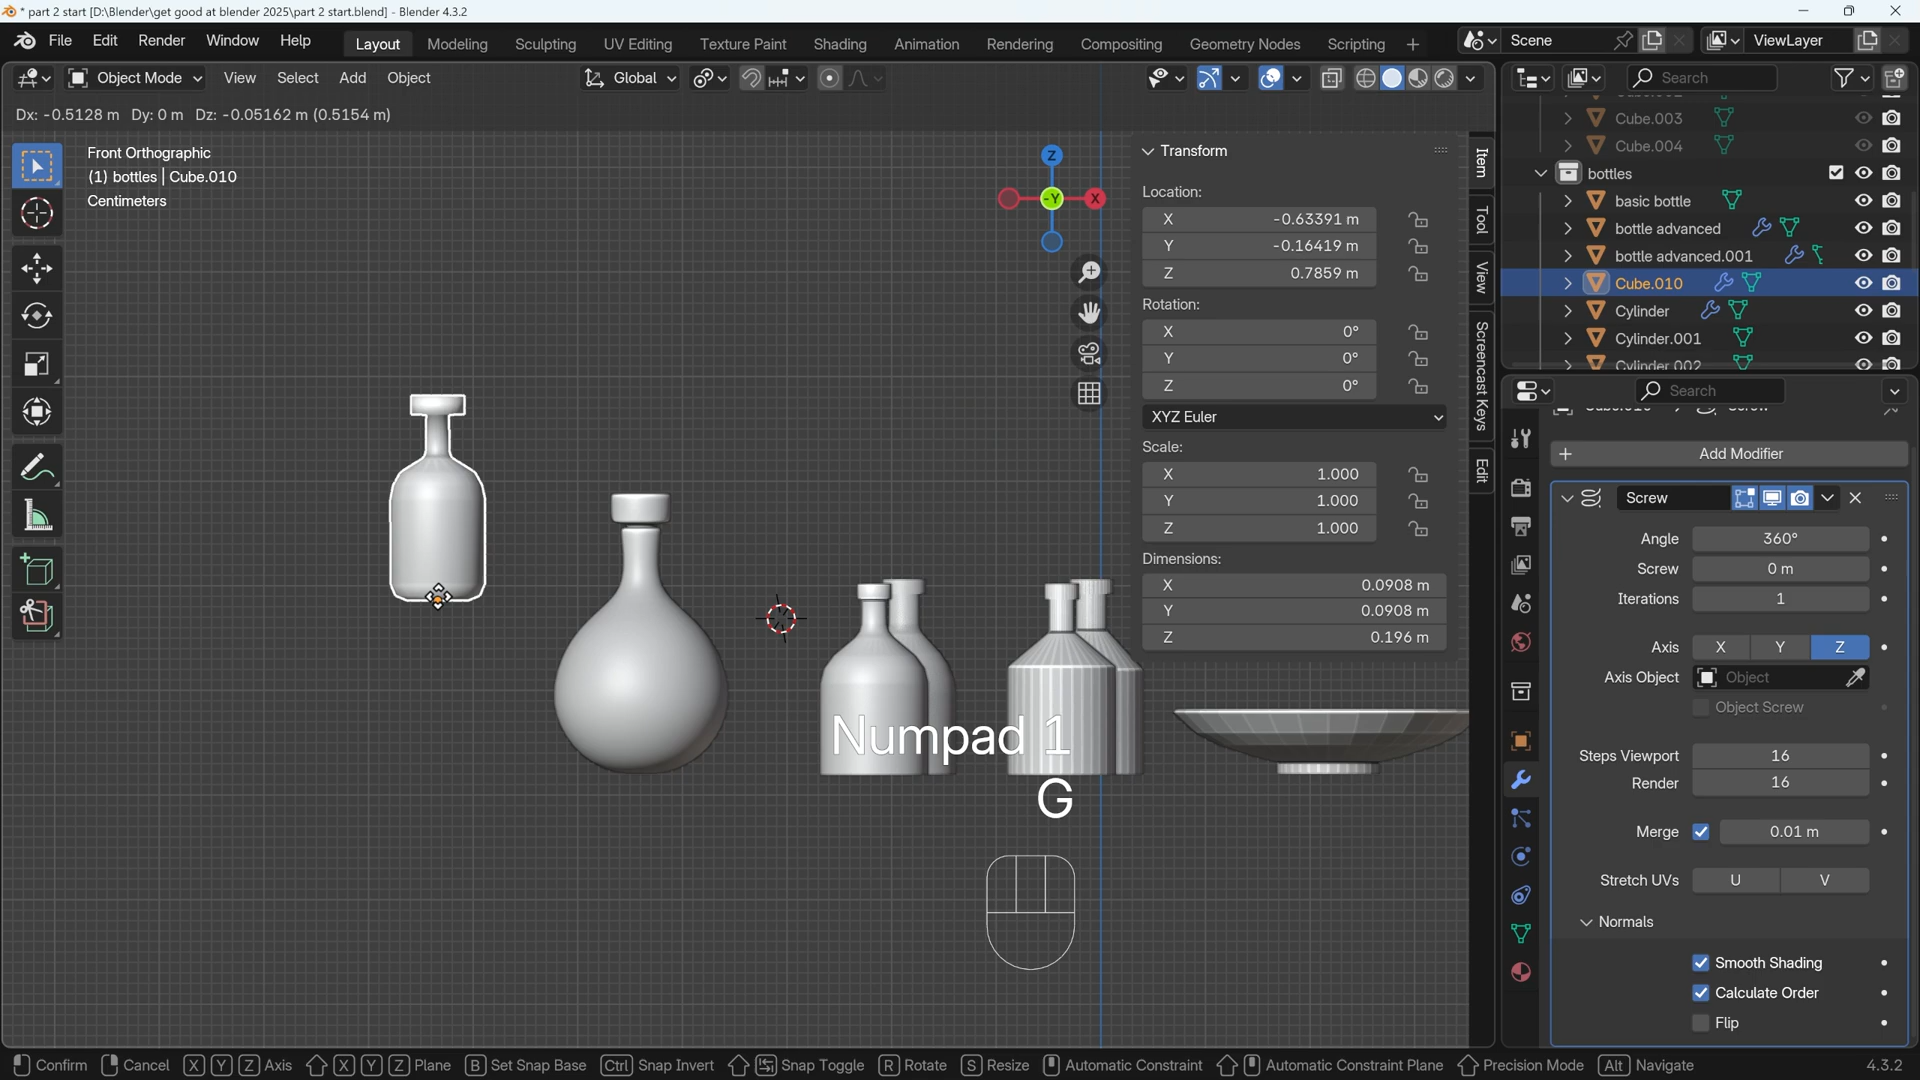 * part 2 start [D:\Blender\get good at blender 2025\part 2 start.blend] - Blender 4.3.2
File Edit Render Window Help
Layout Modeling Sculpting UV Editing Texture Paint Shading Animation Rendering Compositing Geometry Nodes Scripting +
Scene
ViewLayer
Object Mode View Select Add Object
Global
Search
Dx: -0.5128 m Dy: 0 m Dz: -0.05162 m (0.5154 m)
Front Orthographic
(1) bottles | Cube.010
Centimeters
Z
-Y
X
Transform
Location:
X -0.63391 m
Y -0.16419 m
Z 0.7859 m
Rotation:
X 0°
Y 0°
Z 0°
XYZ Euler
Scale:
X 1.000
Y 1.000
Z 1.000
Dimensions:
X 0.0908 m
Y 0.0908 m
Z 0.196 m
Item
Tool
View
Screencast Keys
Edit
Cube.003
Cube.004
bottles
basic bottle
bottle advanced
bottle advanced.001
Cube.010
Cylinder
Cylinder.001
Cylinder.002
Search
Add Modifier
Screw
Angle 360°
Screw 0 m
Iterations 1
Axis X Y Z
Axis Object Object
Object Screw
Steps Viewport 16
Render 16
Merge 0.01 m
Stretch UVs U V
Normals
Smooth Shading
Calculate Order
Flip
Numpad 1
G
Confirm Cancel X Y Z Axis X Y Z Plane B Set Snap Base Ctrl Snap Invert Snap Toggle R Rotate S Resize Automatic Constraint Automatic Constraint Plane Precision Mode Alt Navigate 4.3.2